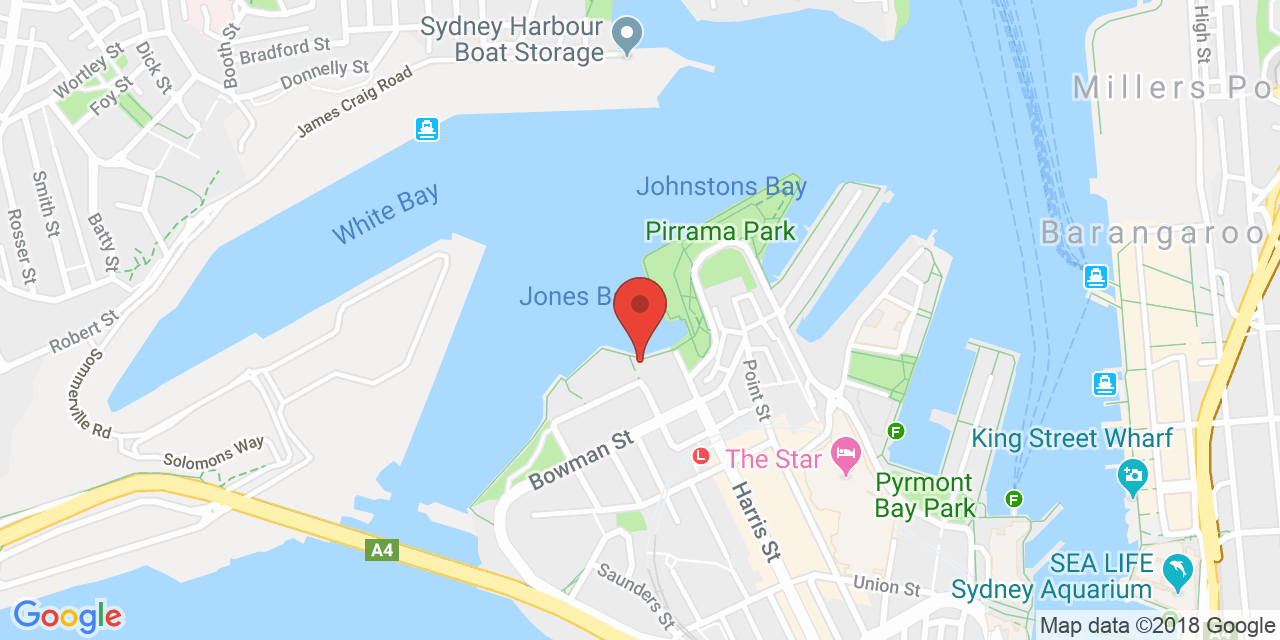 Sydney Harbour
Boat Storage
Bradford St
Donnelly St
James Craig Road
Booth St
Dick St
Wortley St
Foy St
High St
Millers Po
White Bay
Johnstons Bay
Pirrama Park
Barangaroo
Smith St
Rosser St
Batty St
Jones B
Robert St
Sommerville Rd
Solomons Way
Point St
Bowman St
L
The Star
F
King Street Wharf
Pyrmont
Bay Park
F
Harris St
A4
Saunders St
Union St
SEA LIFE
Sydney Aquarium
Google
Map data ©2018 Google